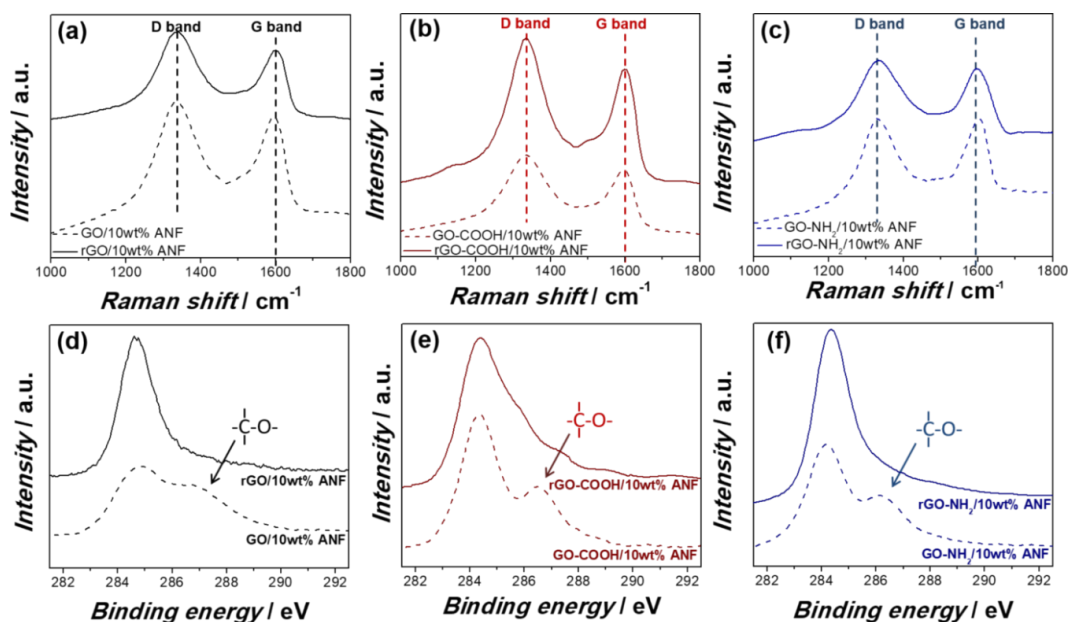 (a)
D band
G band
Intensity / a.u.
GO/10wt% ANF
rGO/10wt% ANF
1000 1200 1400 1600 1800
Raman shift / cm-1
(b)
D band
G band
Intensity / a.u.
GO-COOH/10wt% ANF
rGO-COOH/10wt% ANF
1000 1200 1400 1600 1800
Raman shift / cm-1
(c)
D band
G band
Intensity / a.u.
GO-NH2/10wt% ANF
rGO-NH2/10wt% ANF
1000 1200 1400 1600 1800
Raman shift / cm-1
(d)
-C-O-
Intensity / a.u.
rGO/10wt% ANF
GO/10wt% ANF
282 284 286 288 290 292
Binding energy / eV
(e)
-C-O-
Intensity / a.u.
rGO-COOH/10wt% ANF
GO-COOH/10wt% ANF
282 284 286 288 290 292
Binding energy / eV
(f)
-C-O-
Intensity / a.u.
rGO-NH2/10wt% ANF
GO-NH2/10wt% ANF
282 284 286 288 290 292
Binding energy / eV